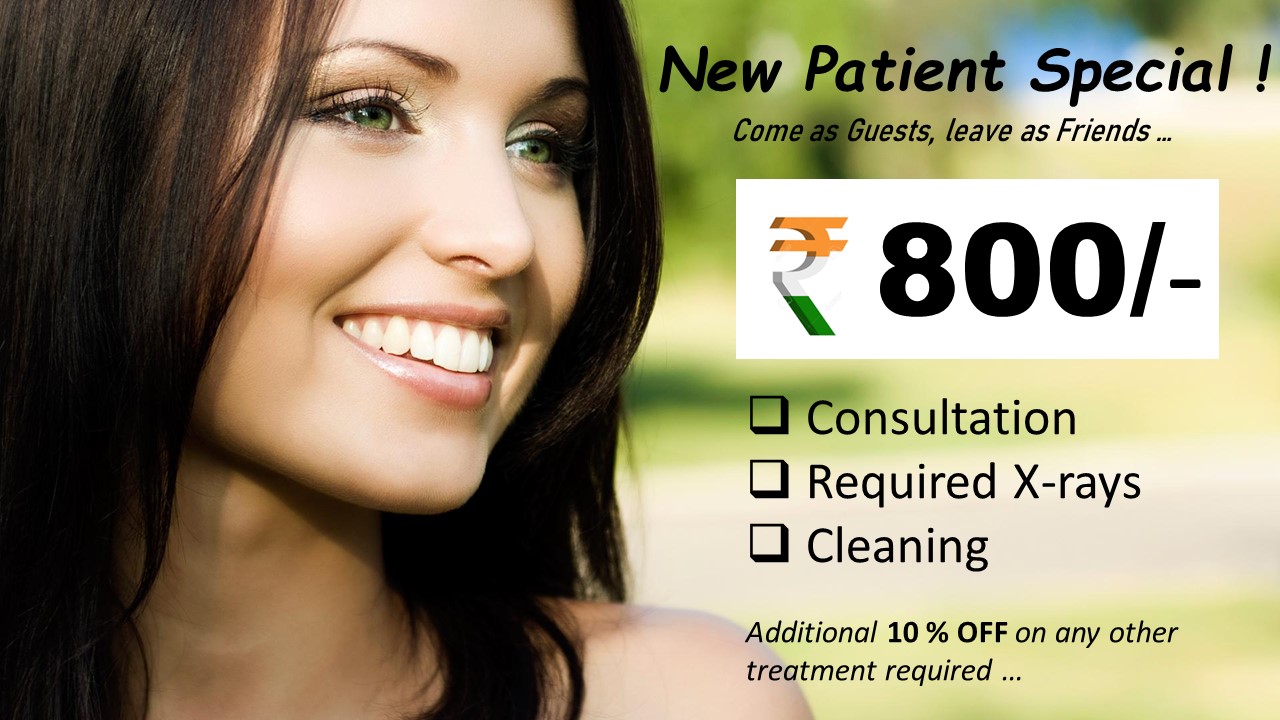 New Patient Special !
Come as Guests, leave as Friends ...
₹ 800/-
❑ Consultation
❑ Required X-rays
❑ Cleaning
Additional 10 % OFF on any other
treatment required ...